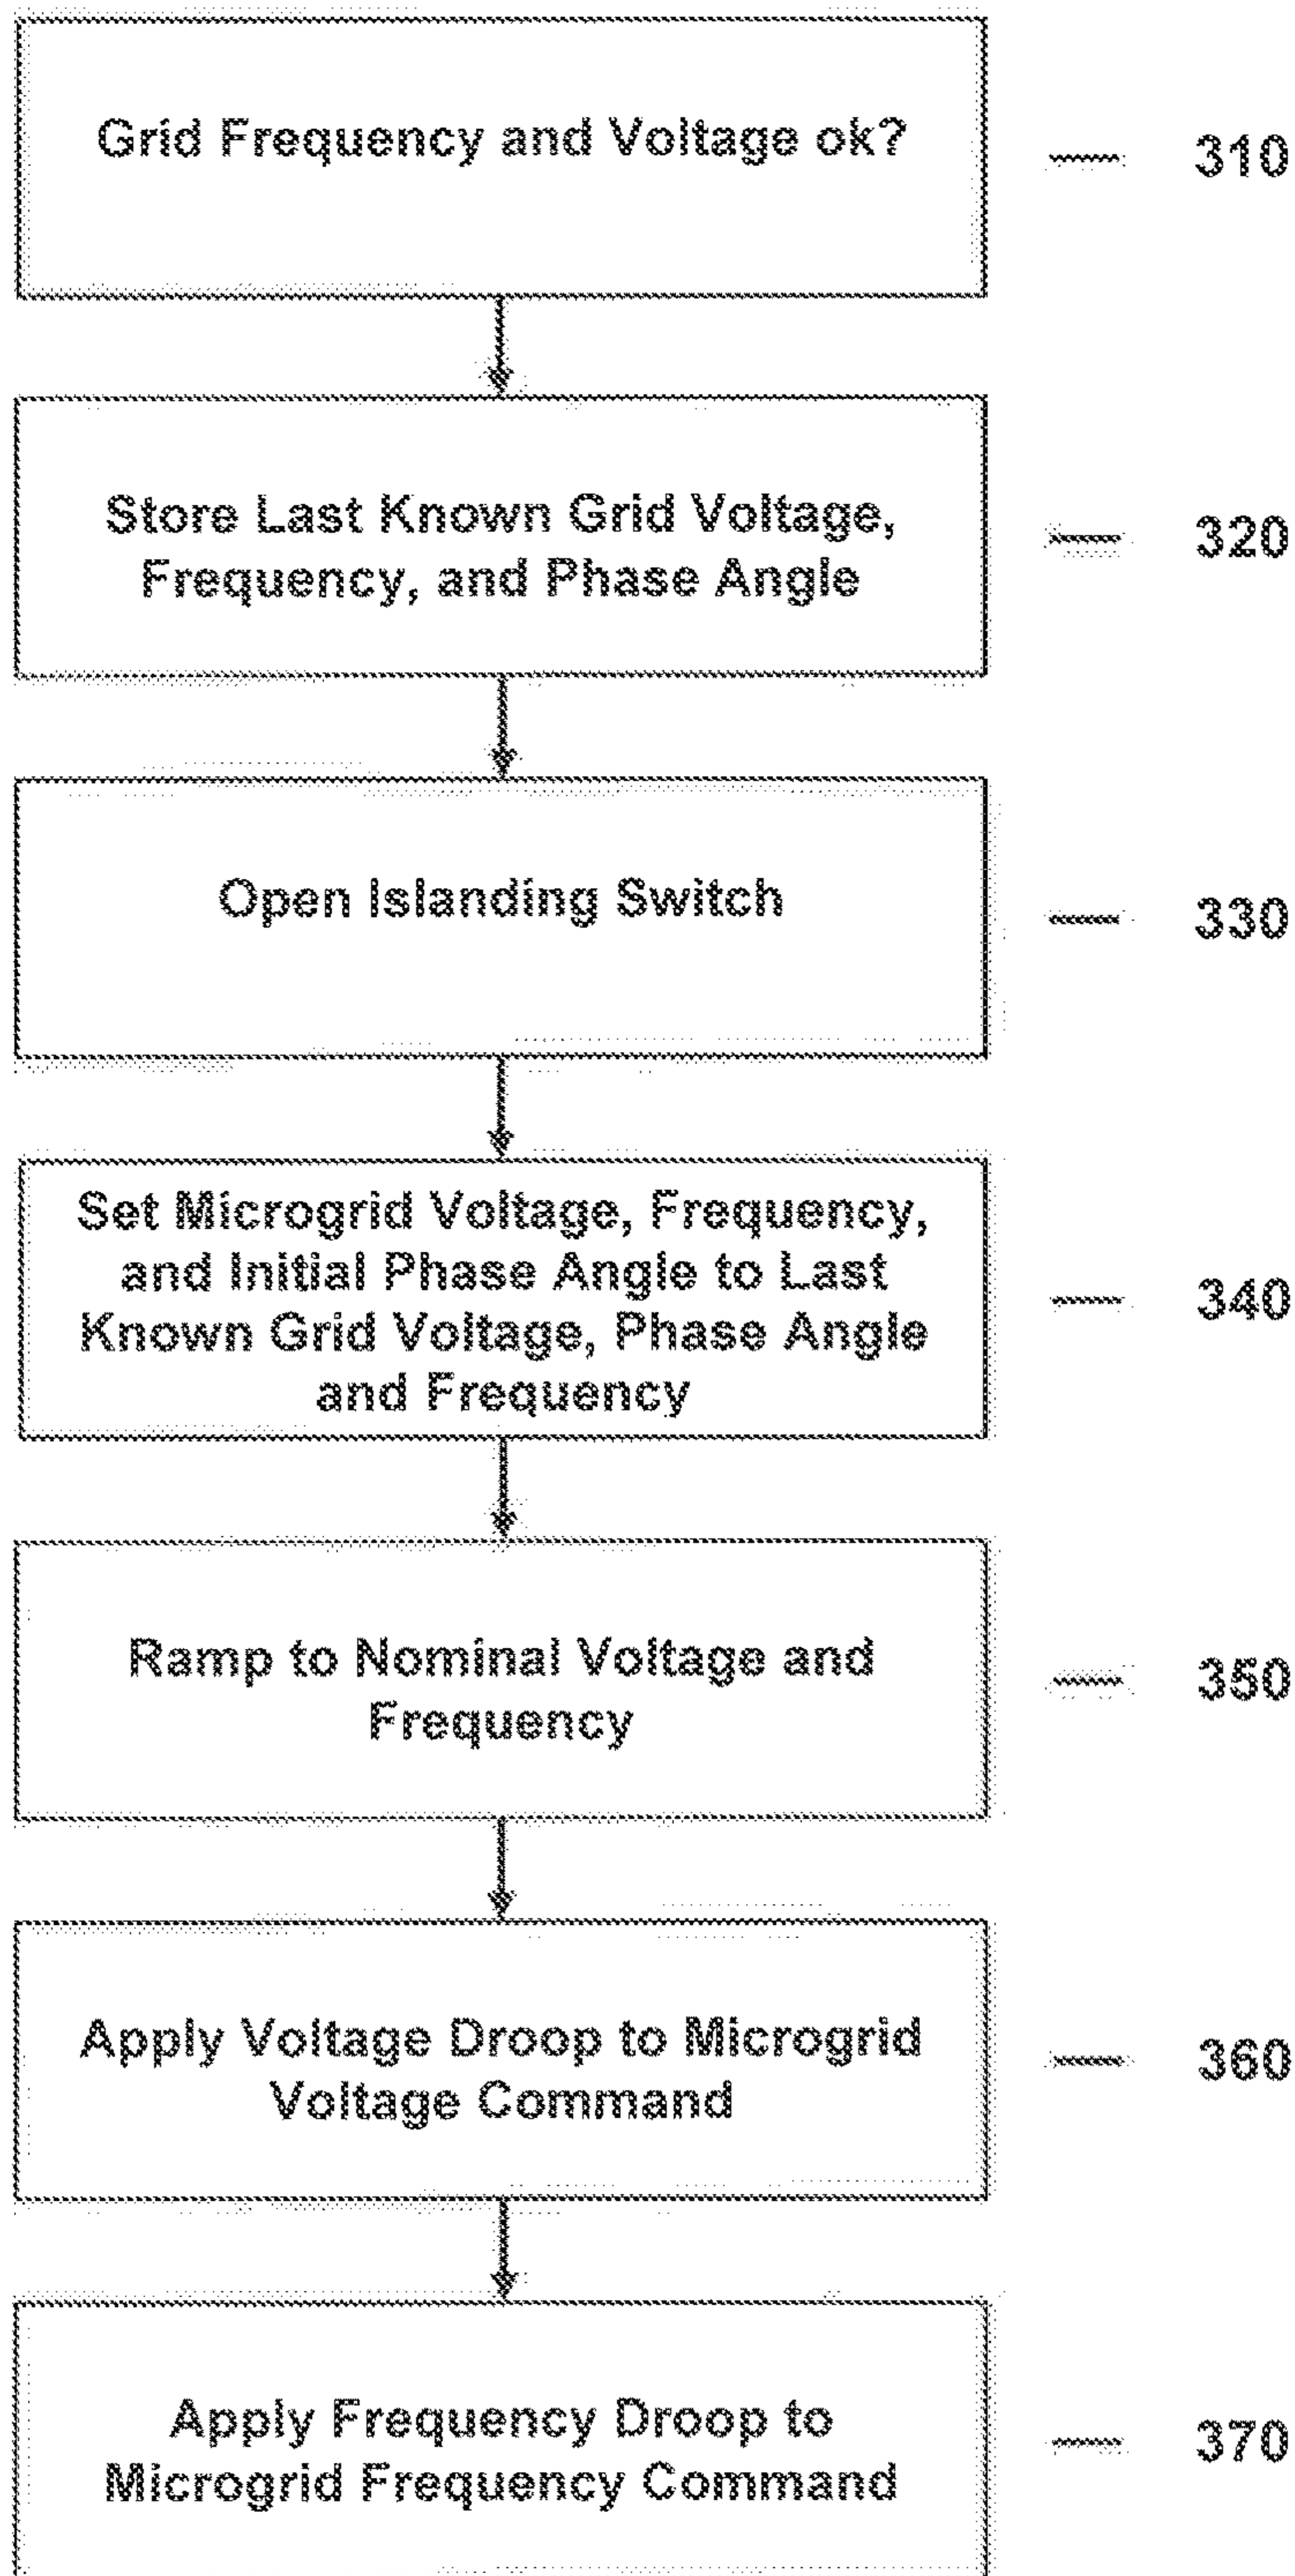 Grid Frequency and Voltage ok?
310
Store Last Known Grid Voltage,
Frequency, and Phase Angle
320
Open Islanding Switch
330
Set Microgrid Voltage, Frequency,
and Initial Phase Angle to Last
Known Grid Voltage, Phase Angle
and Frequency
340
Ramp to Nominal Voltage and
Frequency
350
Apply Voltage Droop to Microgrid
Voltage Command
360
Apply Frequency Droop to
Microgrid Frequency Command
370